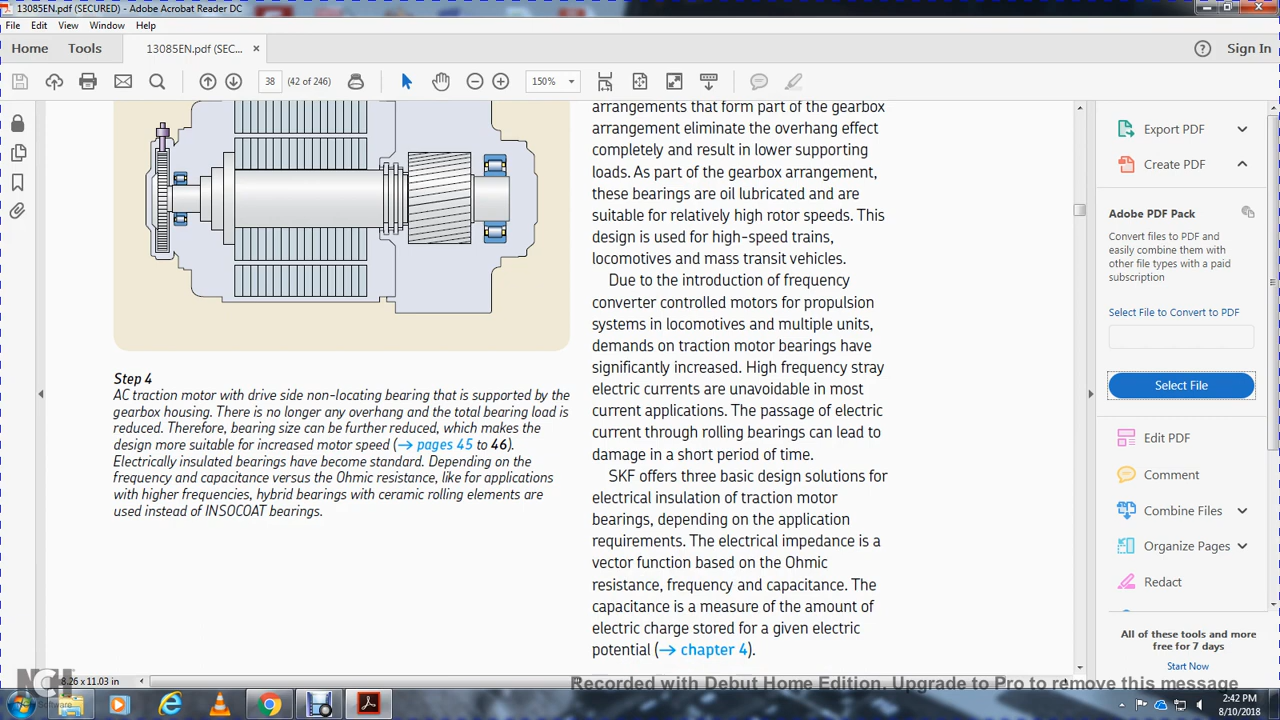 13085EN.pdf (SECURED) - Adobe Acrobat Reader DC
File Edit View Window Help
Home Tools 13085EN.pdf (SEC... × Sign In
38 (42 of 246) 150%
arrangements that form part of the gearbox
arrangement eliminate the overhang effect
completely and result in lower supporting
loads. As part of the gearbox arrangement,
these bearings are oil lubricated and are
suitable for relatively high rotor speeds. This
design is used for high-speed trains,
locomotives and mass transit vehicles.
Due to the introduction of frequency
converter controlled motors for propulsion
systems in locomotives and multiple units,
demands on traction motor bearings have
significantly increased. High frequency stray
electric currents are unavoidable in most
current applications. The passage of electric
current through rolling bearings can lead to
damage in a short period of time.
SKF offers three basic design solutions for
electrical insulation of traction motor
bearings, depending on the application
requirements. The electrical impedance is a
vector function based on the Ohmic
resistance, frequency and capacitance. The
capacitance is a measure of the amount of
electric charge stored for a given electric
potential (→ chapter 4).
Step 4
AC traction motor with drive side non-locating bearing that is supported by the
gearbox housing. There is no longer any overhang and the total bearing load is
reduced. Therefore, bearing size can be further reduced, which makes the
design more suitable for increased motor speed (→ pages 45 to 46).
Electrically insulated bearings have become standard. Depending on the
frequency and capacitance versus the Ohmic resistance, like for applications
with higher frequencies, hybrid bearings with ceramic rolling elements are
used instead of INSOCOAT bearings.
Export PDF
Create PDF
Adobe PDF Pack
Convert files to PDF and
easily combine them with
other file types with a paid
subscription
Select File to Convert to PDF
Select File
Edit PDF
Comment
Combine Files
Organize Pages
Redact
All of these tools and more
free for 7 days
Start Now
8.26 x 11.03 in
NCH
Software
Recorded with Debut Home Edition. Upgrade to Pro to remove this message
2:42 PM
8/10/2018